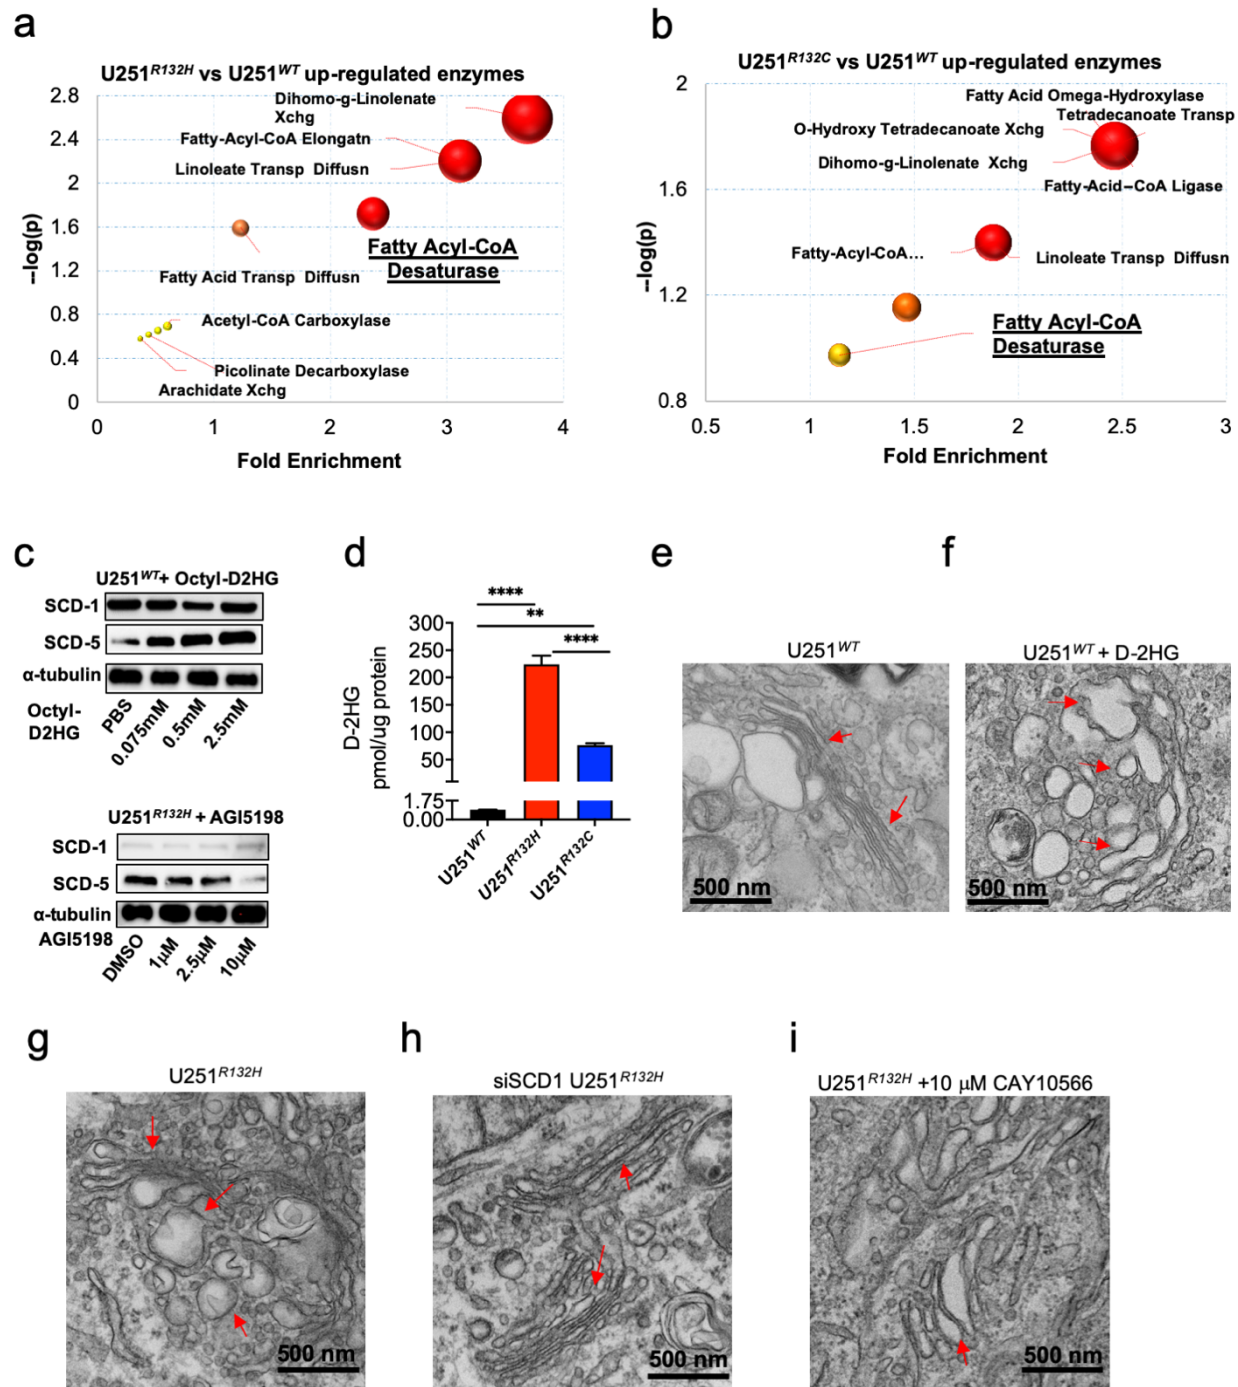 a
U251R132H vs U251WT up-regulated enzymes
2.8
2.4
2
1.6
1.2
0.8
0.4
0
--log(p)
Dihomo-g-Linolenate
Xchg
Fatty-Acyl-CoA Elongatn
Linoleate Transp Diffusn
Fatty Acyl-CoA
Desaturase
Fatty Acid Transp Diffusn
Acetyl-CoA Carboxylase
Picolinate Decarboxylase
Arachidate Xchg
0 1 2 3 4
Fold Enrichment
b
U251R132C vs U251WT up-regulated enzymes
2
1.6
1.2
0.8
--log(p)
Fatty Acid Omega-Hydroxylase
Tetradecanoate Transp
O-Hydroxy Tetradecanoate Xchg
Dihomo-g-Linolenate Xchg
Fatty-Acid--CoA Ligase
Fatty-Acyl-CoA…
Linoleate Transp Diffusn
Fatty Acyl-CoA
Desaturase
0.5 1 1.5 2 2.5 3
Fold Enrichment
c
U251WT+ Octyl-D2HG
SCD-1
SCD-5
α-tubulin
Octyl-
D2HG
PBS 0.075mM 0.5mM 2.5mM
U251R132H + AGI5198
SCD-1
SCD-5
α-tubulin
AGI5198
DMSO 1µM 2.5µM 10µM
d
D-2HG
pmol/ug protein
****
**
****
300
250
200
150
100
50
1.75
0.00
U251WT U251R132H U251R132C
e
U251WT
500 nm
f
U251WT + D-2HG
500 nm
g
U251R132H
500 nm
h
siSCD1 U251R132H
500 nm
i
U251R132H +10 µM CAY10566
500 nm